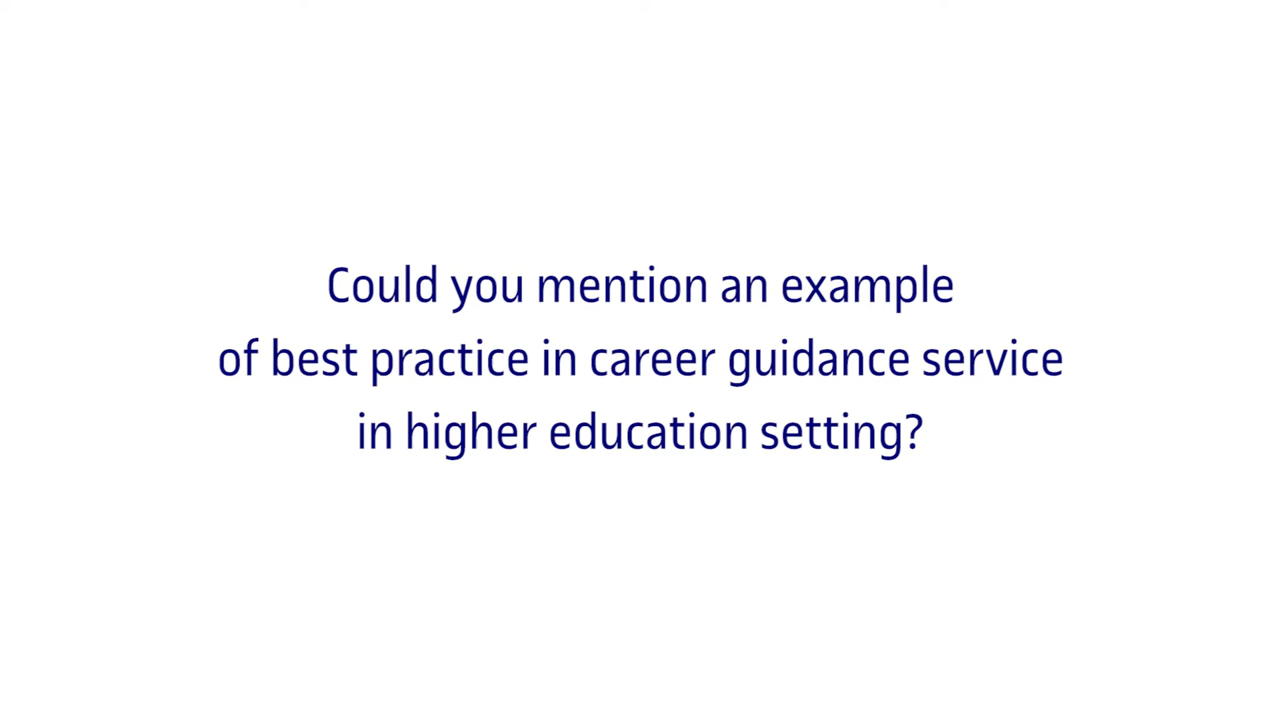 Could you mention an example
of best practice in career guidance service
in higher education setting?